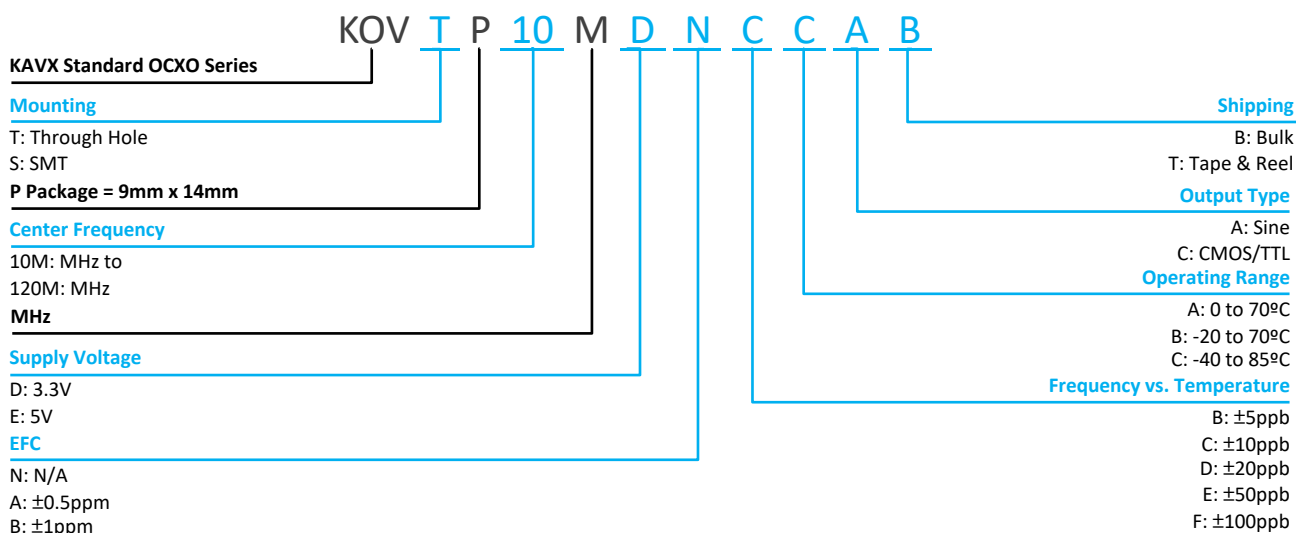 KOV T P 10 M D N C C A B
KAVX Standard OCXO Series
Mounting
T: Through Hole
S: SMT
P Package = 9mm x 14mm
Center Frequency
10M: MHz to
120M: MHz
MHz
Supply Voltage
D: 3.3V
E: 5V
EFC
N: N/A
A: ±0.5ppm
B: ±1ppm
Shipping
B: Bulk
T: Tape & Reel
Output Type
A: Sine
C: CMOS/TTL
Operating Range
A: 0 to 70ºC
B: -20 to 70ºC
C: -40 to 85ºC
Frequency vs. Temperature
B: ±5ppb
C: ±10ppb
D: ±20ppb
E: ±50ppb
F: ±100ppb